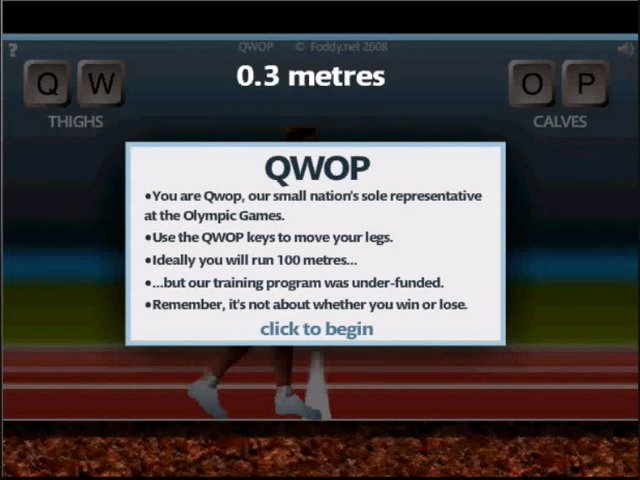 ?
QWOP © Foddy.net 2008
0.3 metres
Q W O P
THIGHS CALVES
QWOP
•You are Qwop, our small nation's sole representative
at the Olympic Games.
•Use the QWOP keys to move your legs.
•Ideally you will run 100 metres...
•...but our training program was under-funded.
•Remember, it's not about whether you win or lose.
click to begin